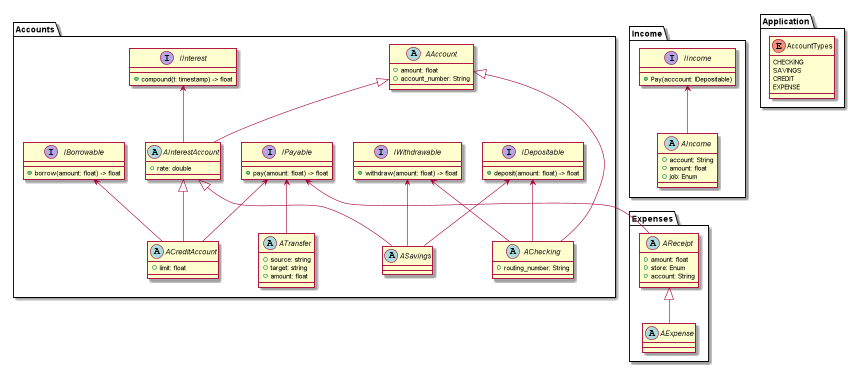 Accounts
I IInterest
compound(t: timestamp) -> float
A AAccount
amount: float
account_number: String
I IBorrowable
borrow(amount: float) -> float
A AInterestAccount
rate: double
I IPayable
pay(amount: float) -> float
I IWithdrawable
withdraw(amount: float) -> float
I IDepositable
deposit(amount: float) -> float
A ACreditAccount
limit: float
A ATransfer
source: string
target: string
amount: float
A ASavings
A AChecking
routing_number: String
Income
I IIncome
Pay(acccount: IDepositable)
A AIncome
account: String
amount: float
job: Enum
Expenses
A AReceipt
amount: float
store: Enum
account: String
A AExpense
Application
E AccountTypes
CHECKING
SAVINGS
CREDIT
EXPENSE